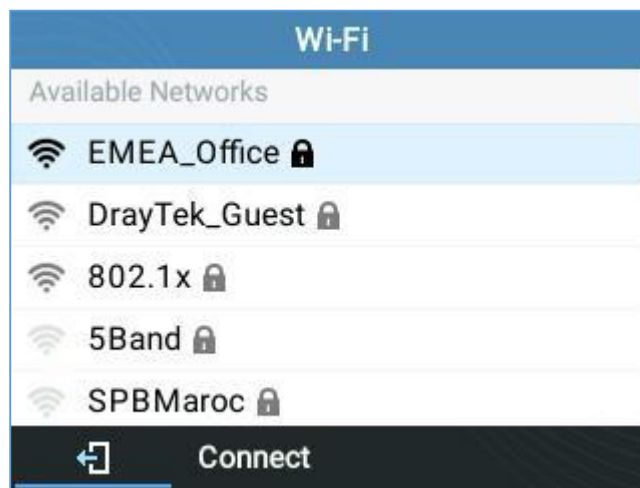 Wi-Fi
Available Networks
EMEA_Office
DrayTek_Guest
802.1x
5Band
SPBMaroc
Connect